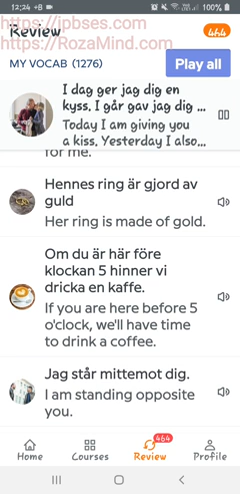 12:24
+B
100%
https://jpbses.com
https://RozaMind.com
Review
464
MY VOCAB (1276)
Play all
I dag ger jag dig en
kyss. I går gav jag dig ...
Today I am giving you
a kiss. Yesterday I also...
for me.
Hennes ring är gjord av
guld
Her ring is made of gold.
Om du är här före
klockan 5 hinner vi
dricka en kaffe.
If you are here before 5
o'clock, we'll have time
to drink a coffee.
Jag står mittemot dig.
I am standing opposite
you.
464
Home
Courses
Review
Profile